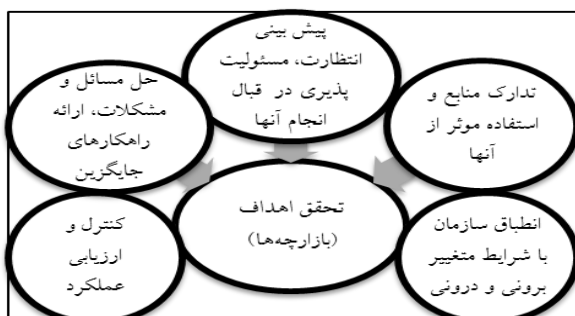 پیش بینی
انتظارت، مسئولیت
پذیری در قبال
انجام آنها
تدارک منابع و
استفاده موثر از
آنها
حل مسائل و
مشکلات، ارائه
راهکارهای
جایگزین
تحقق اهداف
(بازارچه‌ها)
انطباق سازمان
با شرایط متغییر
برونی و درونی
کنترل و
ارزیابی
عملکرد